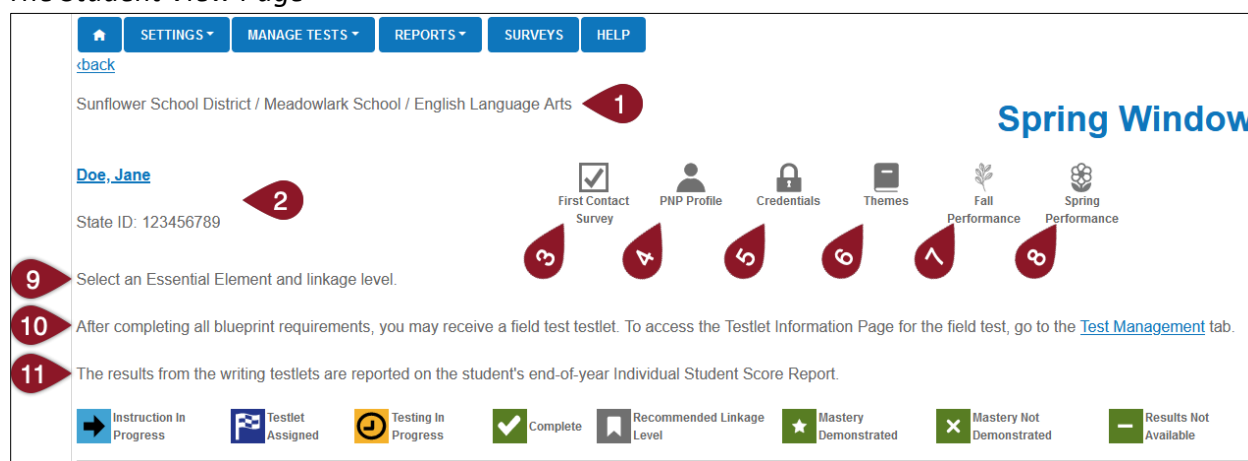 The Student View Page
SETTINGS MANAGE TESTS REPORTS SURVEYS HELP
‹back
Sunflower School District / Meadowlark School / English Language Arts
1
Spring Window
Doe, Jane
2
State ID: 123456789
First Contact
Survey
PNP Profile
Credentials
Themes
Fall
Performance
Spring
Performance
3 4 5 6 7 8
9 Select an Essential Element and linkage level.
10 After completing all blueprint requirements, you may receive a field test testlet. To access the Testlet Information Page for the field test, go to the Test Management tab.
11 The results from the writing testlets are reported on the student's end-of-year Individual Student Score Report.
Instruction In
Progress
Testlet
Assigned
Testing In
Progress
Complete
Recommended Linkage
Level
Mastery
Demonstrated
Mastery Not
Demonstrated
Results Not
Available